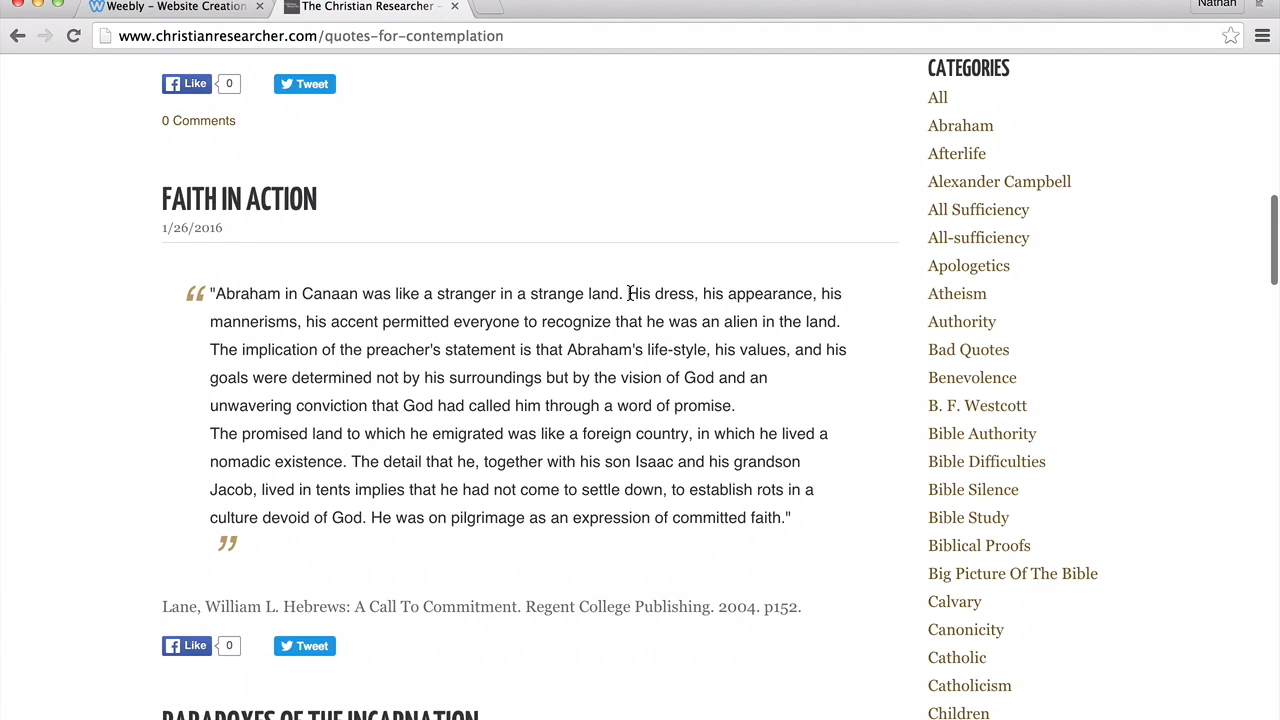 Weebly – Website Creation
The Christian Researcher –
Nathan
www.christianresearcher.com/quotes-for-contemplation
Like
0
Tweet
0 Comments
FAITH IN ACTION
1/26/2016
"Abraham in Canaan was like a stranger in a strange land. His dress, his appearance, his
mannerisms, his accent permitted everyone to recognize that he was an alien in the land.
The implication of the preacher's statement is that Abraham's life-style, his values, and his
goals were determined not by his surroundings but by the vision of God and an
unwavering conviction that God had called him through a word of promise.
The promised land to which he emigrated was like a foreign country, in which he lived a
nomadic existence. The detail that he, together with his son Isaac and his grandson
Jacob, lived in tents implies that he had not come to settle down, to establish rots in a
culture devoid of God. He was on pilgrimage as an expression of committed faith."
Lane, William L. Hebrews: A Call To Commitment. Regent College Publishing. 2004. p152.
Like
0
Tweet
PARADOXES OF THE INCARNATION
CATEGORIES
All
Abraham
Afterlife
Alexander Campbell
All Sufficiency
All-sufficiency
Apologetics
Atheism
Authority
Bad Quotes
Benevolence
B. F. Westcott
Bible Authority
Bible Difficulties
Bible Silence
Bible Study
Biblical Proofs
Big Picture Of The Bible
Calvary
Canonicity
Catholic
Catholicism
Children